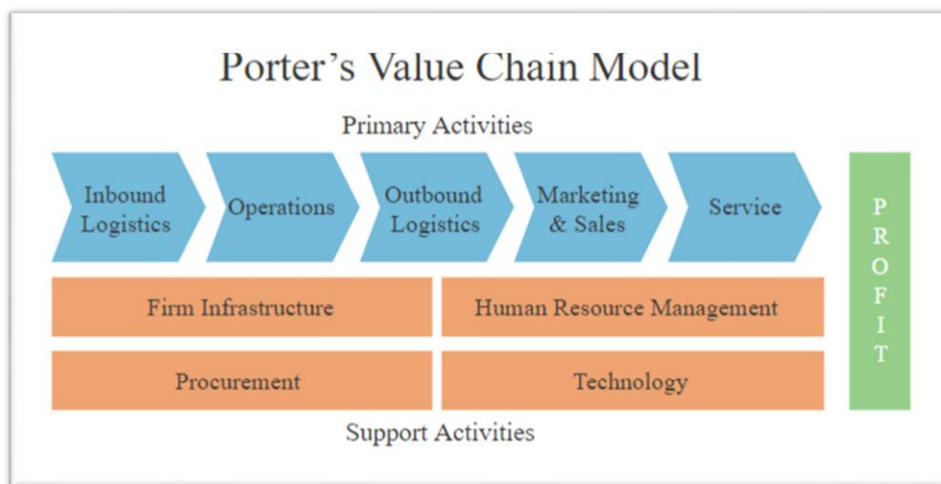 Porter's Value Chain Model
Primary Activities
Inbound
Logistics
Operations
Outbound
Logistics
Marketing
& Sales
Service
PROFIT
Firm Infrastructure
Human Resource Management
Procurement
Technology
Support Activities